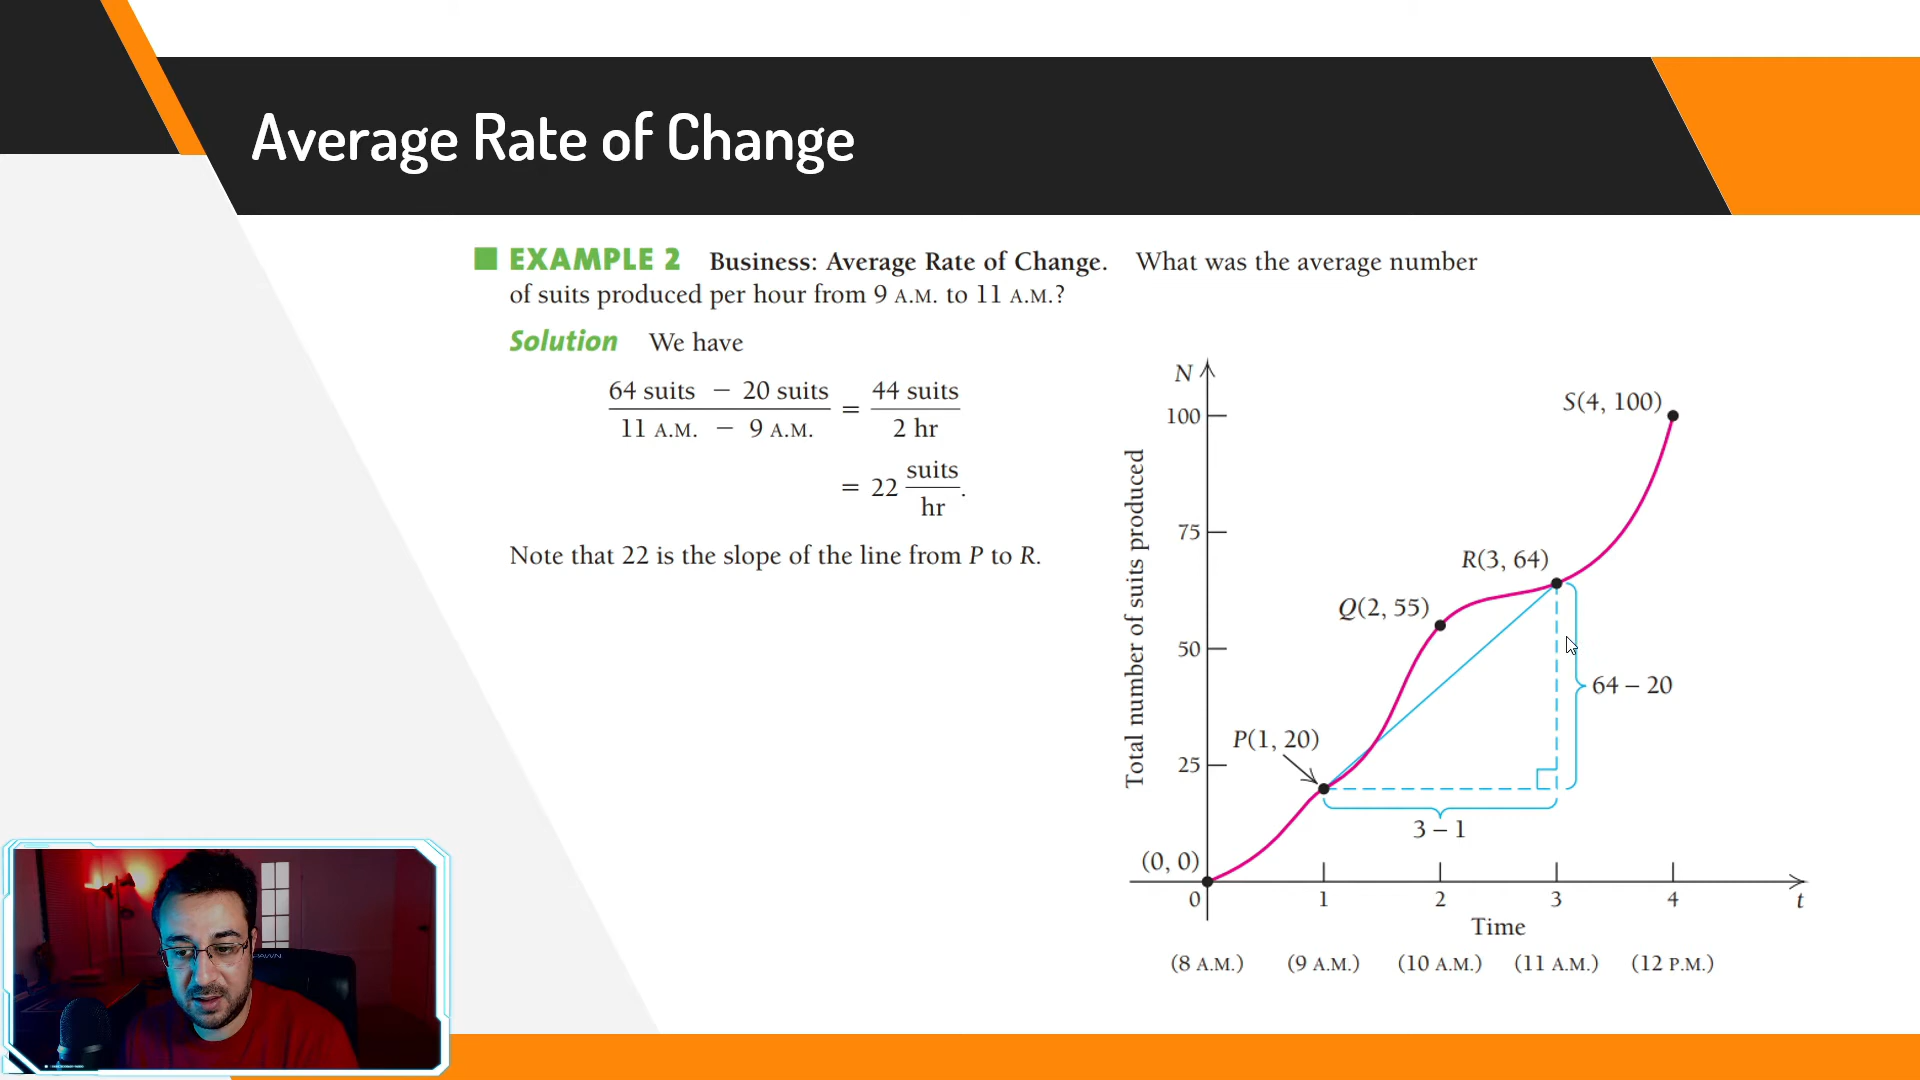 Average Rate of Change
EXAMPLE 2 Business: Average Rate of Change. What was the average number
of suits produced per hour from 9 A.M. to 11 A.M.?
Solution We have
64 suits − 20 suits
11 A.M. − 9 A.M.
=
44 suits
2 hr
= 22
suits
hr
.
Note that 22 is the slope of the line from P to R.
N
100
75
50
25
Total number of suits produced
S(4, 100)
R(3, 64)
Q(2, 55)
64 – 20
P(1, 20)
3 – 1
(0, 0)
0 1 2 3 4 t
Time
(8 A.M.) (9 A.M.) (10 A.M.) (11 A.M.) (12 P.M.)